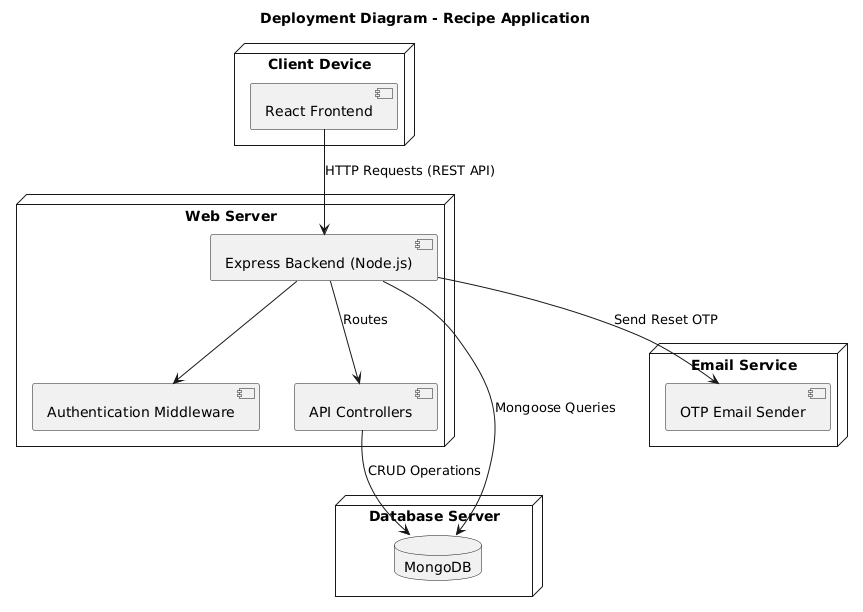 Deployment Diagram - Recipe Application
Client Device
React Frontend
HTTP Requests (REST API)
Web Server
Express Backend (Node.js)
Routes
Send Reset OTP
Email Service
Authentication Middleware
API Controllers
Mongoose Queries
OTP Email Sender
CRUD Operations
Database Server
MongoDB